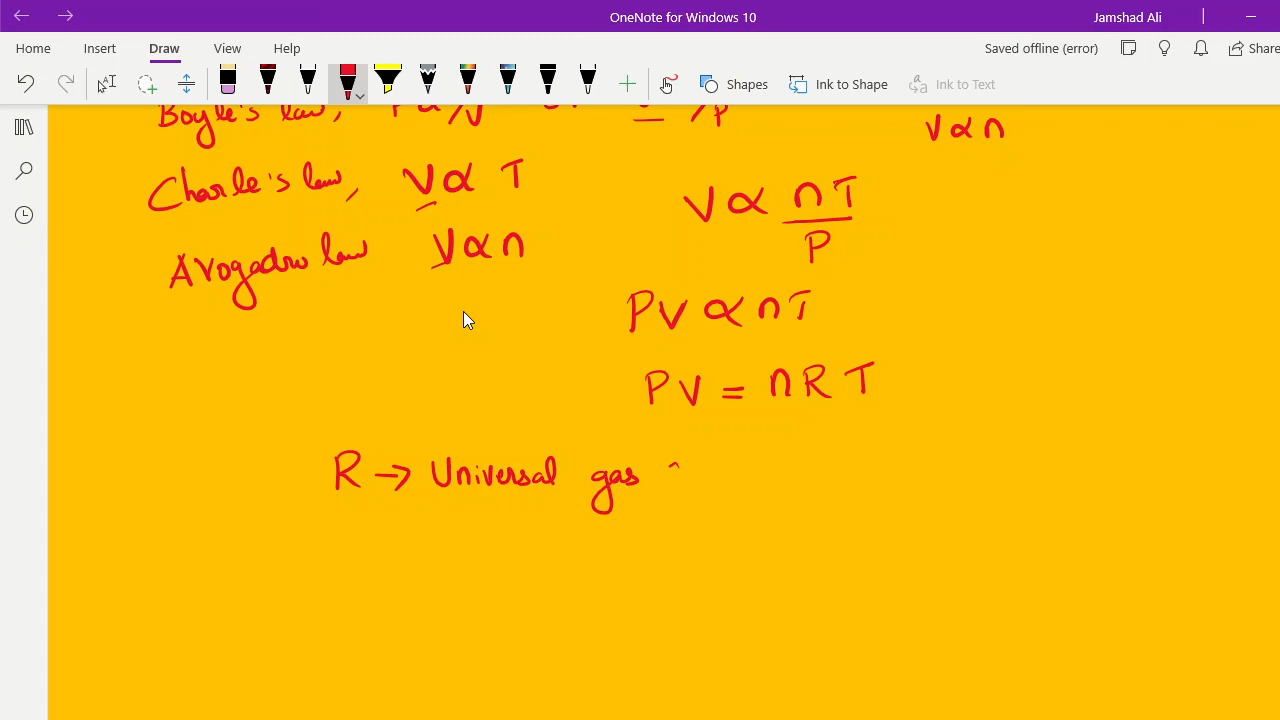 OneNote for Windows 10
Jamshad Ali
Home Insert Draw View Help
Saved offline (error)
Share
Shapes
Ink to Shape
Ink to Text
Boyle's law,
V ∝ n
Charle's law, V ∝ T
V ∝ nT/P
Avogadro law V ∝ n
PV ∝ nT
PV = nRT
R → Universal gas